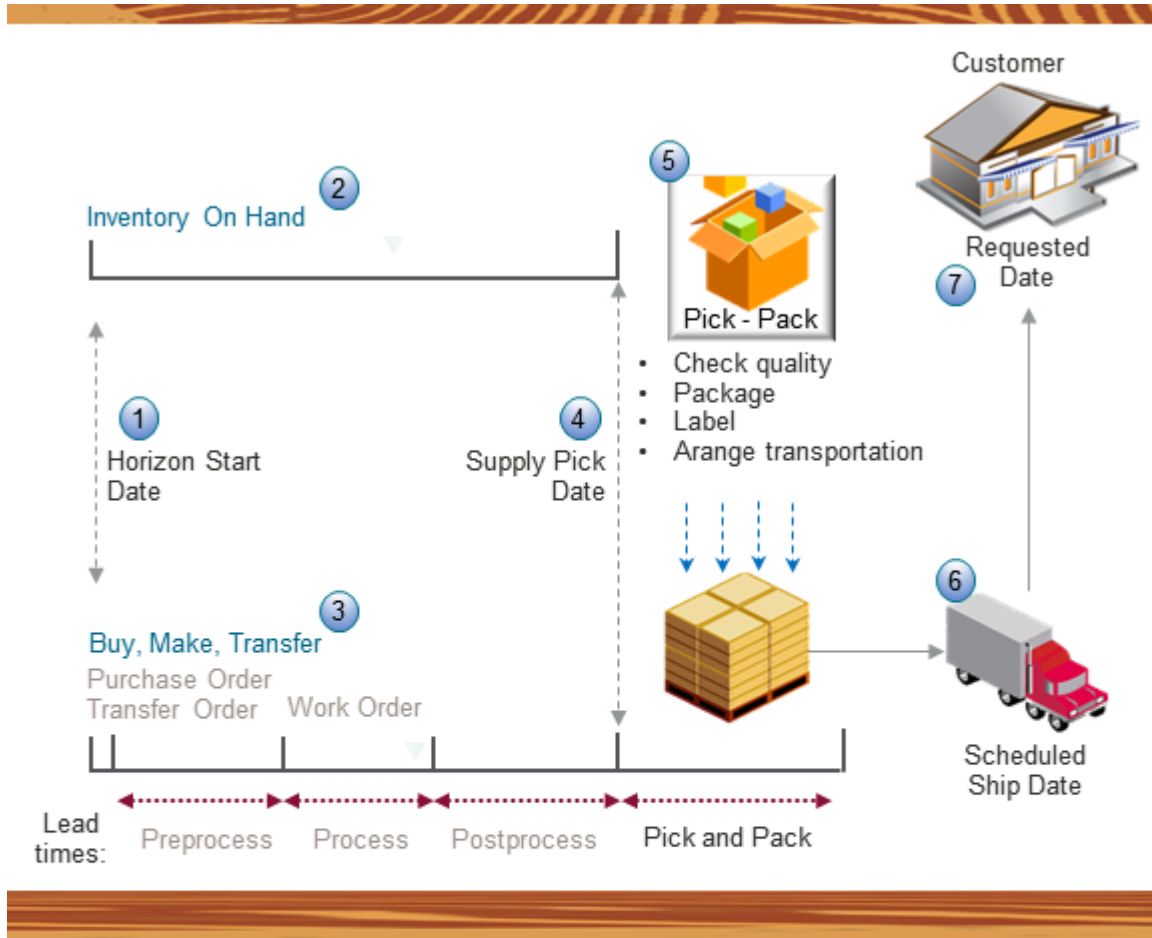 Customer
5
2
Inventory On Hand
Requested
Date
7
Pick - Pack
• Check quality
• Package
• Label
• Arange transportation
1
4
Horizon Start
Date
Supply Pick
Date
6
3
Buy, Make, Transfer
Purchase Order
Transfer Order
Work Order
Scheduled
Ship Date
Lead
times:
Preprocess
Process
Postprocess
Pick and Pack